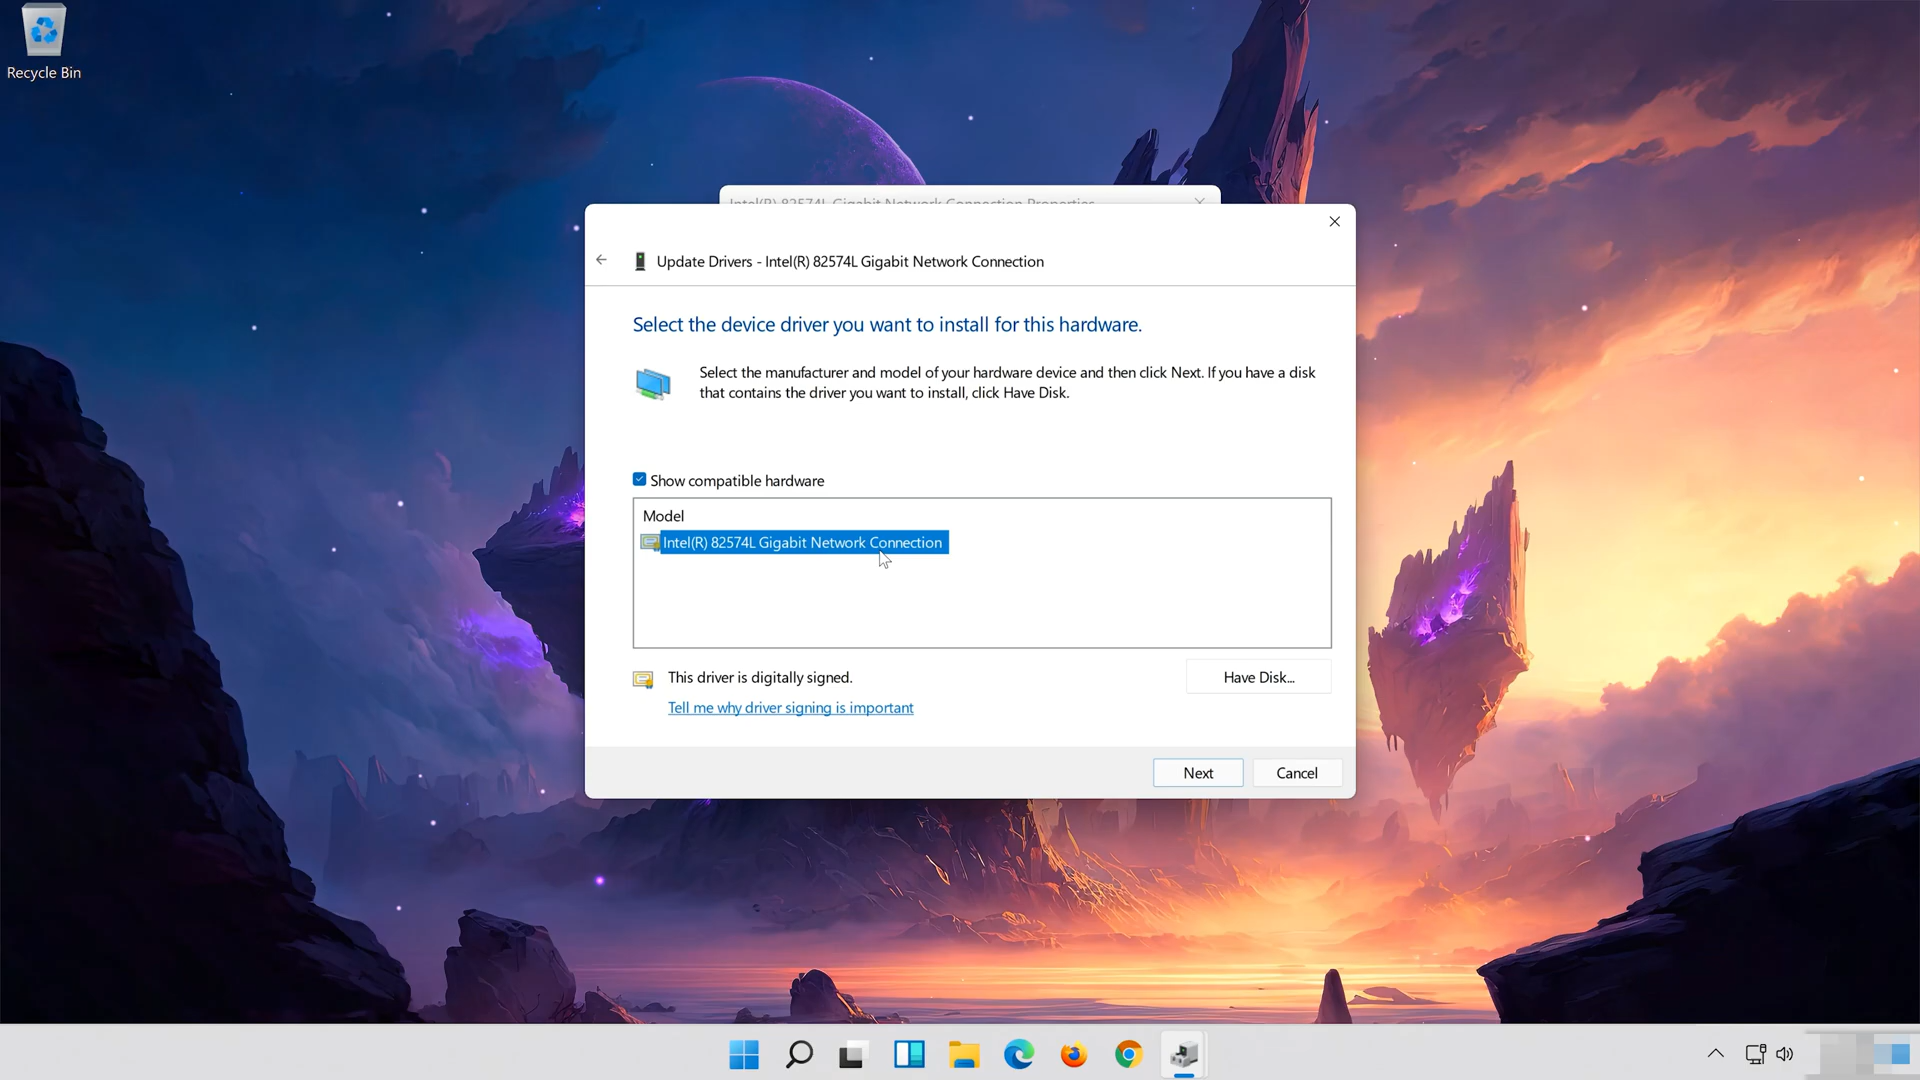 Recycle Bin
Intel(R) 82574L Gigabit Network Connection Properties
Update Drivers - Intel(R) 82574L Gigabit Network Connection
Select the device driver you want to install for this hardware.
Select the manufacturer and model of your hardware device and then click Next. If you have a disk
that contains the driver you want to install, click Have Disk.
Show compatible hardware
Model
Intel(R) 82574L Gigabit Network Connection
This driver is digitally signed.
Have Disk...
Tell me why driver signing is important
Next
Cancel